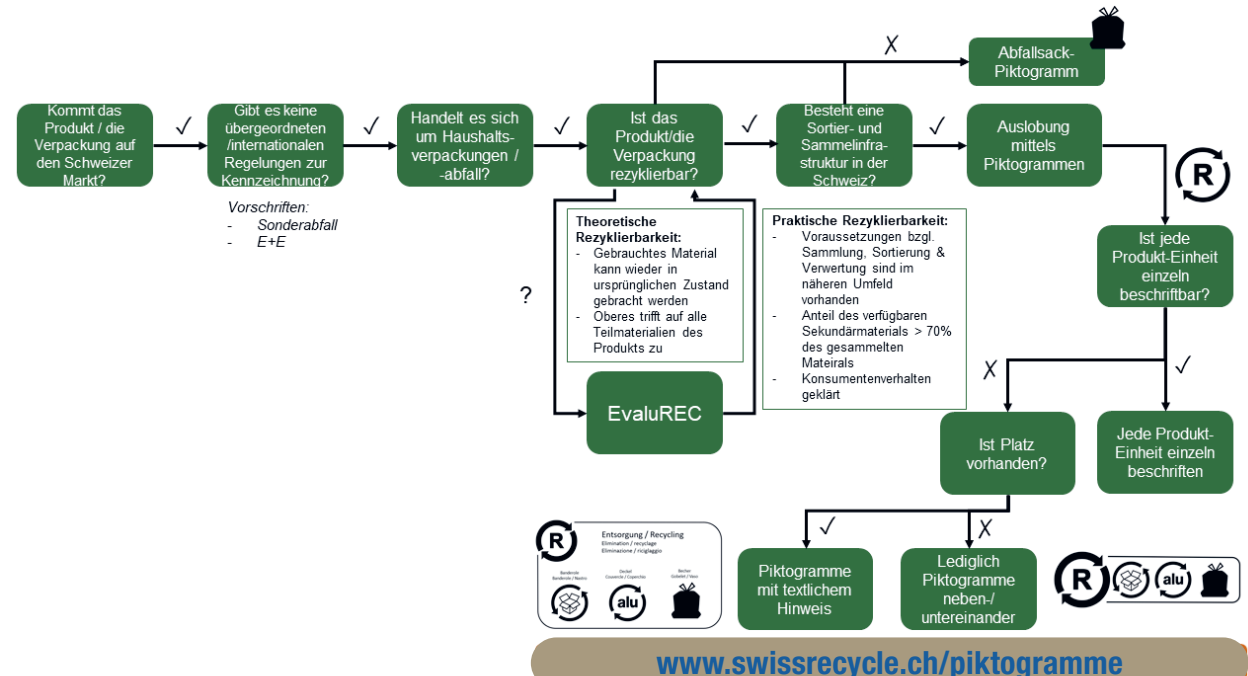 Abfallsack-
Piktogramm
Kommt das
Produkt / die
Verpackung auf
den Schweizer
Markt?
✓
Gibt es keine
übergeordneten
/internationalen
Regelungen zur
Kennzeichnung?
✓
Handelt es sich
um Haushalts-
verpackungen /
-abfall?
✓
Ist das
Produkt/die
Verpackung
rezyklierbar?
✓
Besteht eine
Sortier- und
Sammelinfra-
struktur in der
Schweiz?
✓
Auslobung
mittels
Piktogrammen
X
R
Vorschriften:
- Sonderabfall
- E+E
?
Theoretische
Rezyklierbarkeit:
- Gebrauchtes Material
kann wieder in
ursprünglichen Zustand
gebracht werden
- Oberes trifft auf alle
Teilmaterialien des
Produkts zu
Praktische Rezyklierbarkeit:
- Voraussetzungen bzgl.
Sammlung, Sortierung &
Verwertung sind im
näheren Umfeld
vorhanden
- Anteil des verfügbaren
Sekundärmaterials > 70%
des gesammelten
Mateirals
- Konsumentenverhalten
geklärt
EvaluREC
Ist jede
Produkt-Einheit
einzeln
beschriftbar?
X
✓
Ist Platz
vorhanden?
Jede Produkt-
Einheit einzeln
beschriften
✓
X
Piktogramme
mit textlichem
Hinweis
Lediglich
Piktogramme
neben-/
untereinander
R
Entsorgung / Recycling
Elimination / recyclage
Eliminazione / riciglaggio
Banderole
Deckel
Becher
alu
R
alu
www.swissrecycle.ch/piktogramme